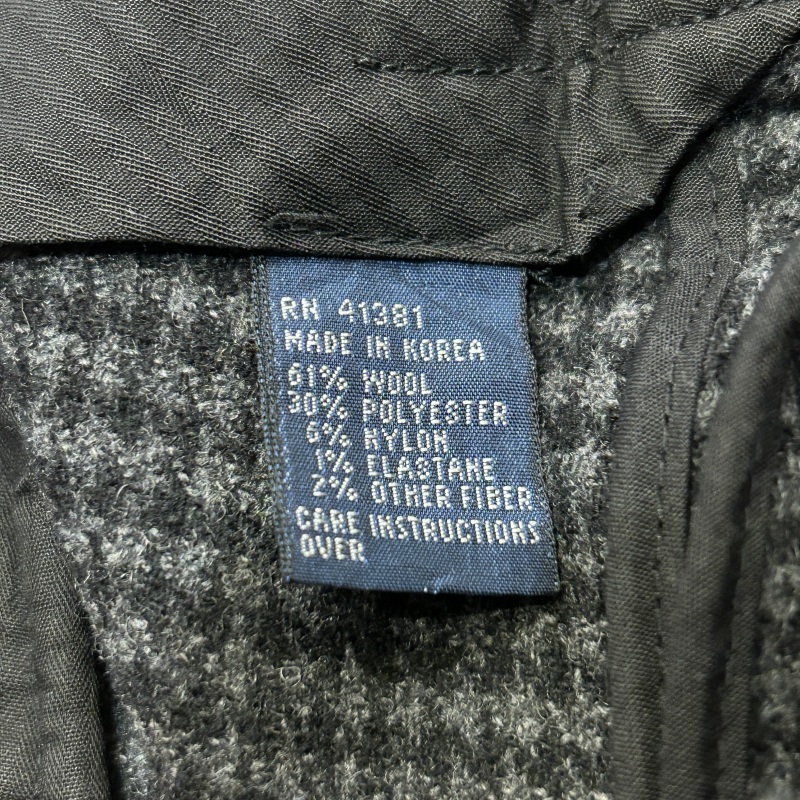 RN 41381
MADE IN KOREA
61% WOOL
30% POLYESTER
6% NYLON
1% ELASTANE
2% OTHER FIBER
CARE INSTRUCTIONS
OVER